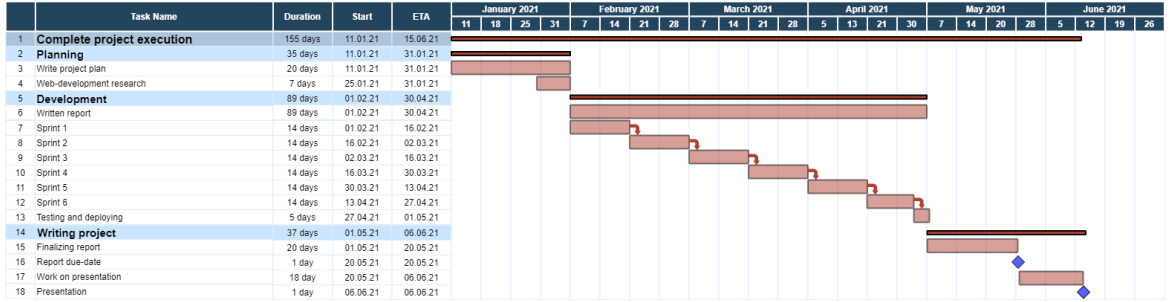 January 2021 February 2021 March 2021 April 2021 May 2021 June 2021
Task Name Duration Start ETA
11 18 25 31 7 14 21 28 7 14 21 28 5 13 21 30 7 14 20 28 5 12 19 26
1 Complete project execution 155 days 11.01.21 15.06.21
2 Planning 35 days 11.01.21 31.01.21
3 Write project plan 20 days 11.01.21 31.01.21
4 Web-development research 7 days 25.01.21 31.01.21
5 Development 89 days 01.02.21 30.04.21
6 Written report 89 days 01.02.21 30.04.21
7 Sprint 1 14 days 01.02.21 16.02.21
8 Sprint 2 14 days 16.02.21 02.03.21
9 Sprint 3 14 days 02.03.21 16.03.21
10 Sprint 4 14 days 16.03.21 30.03.21
11 Sprint 5 14 days 30.03.21 13.04.21
12 Sprint 6 14 days 13.04.21 27.04.21
13 Testing and deploying 5 days 27.04.21 01.05.21
14 Writing project 37 days 01.05.21 06.06.21
15 Finalizing report 20 days 01.05.21 20.05.21
16 Report due-date 1 day 20.05.21 20.05.21
17 Work on presentation 18 day 20.05.21 06.06.21
18 Presentation 1 day 06.06.21 06.06.21